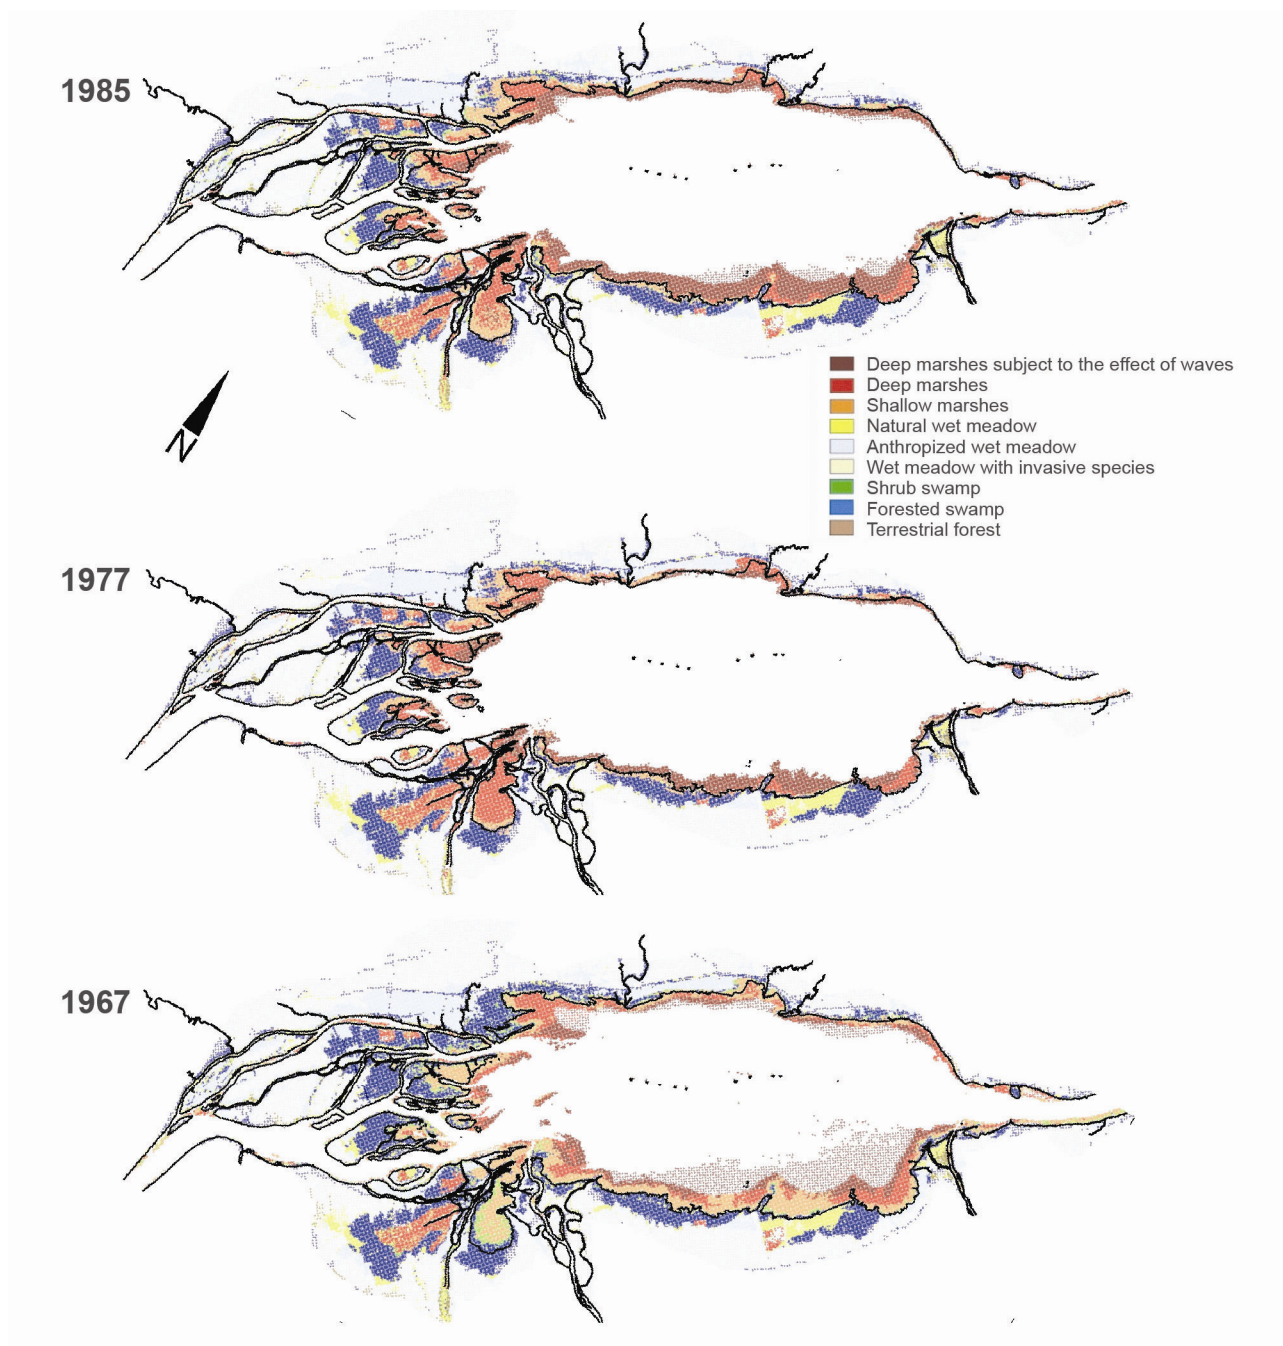 1985
Deep marshes subject to the effect of waves
Deep marshes
Shallow marshes
Natural wet meadow
Anthropized wet meadow
Wet meadow with invasive species
Shrub swamp
Forested swamp
Terrestrial forest
N
1977
1967